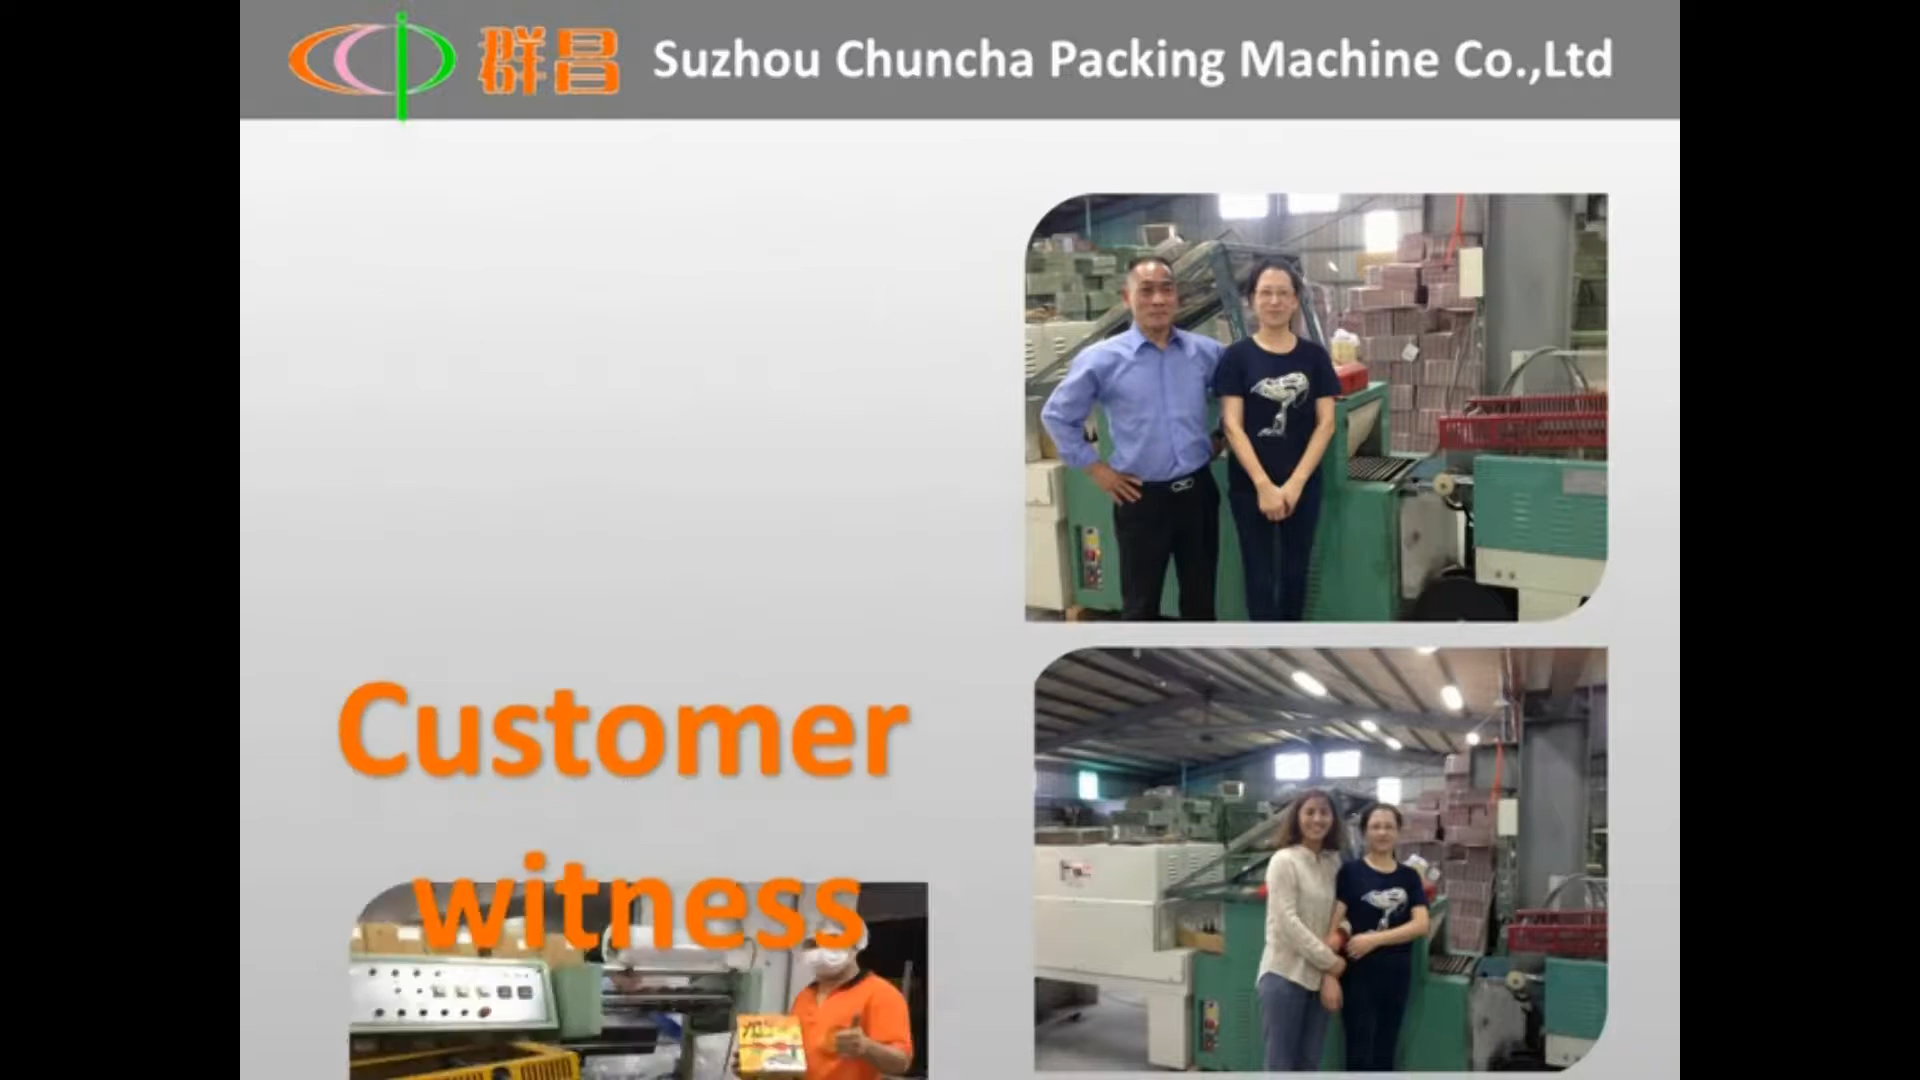 群昌 Suzhou Chuncha Packing Machine Co.,Ltd
Customer
witness